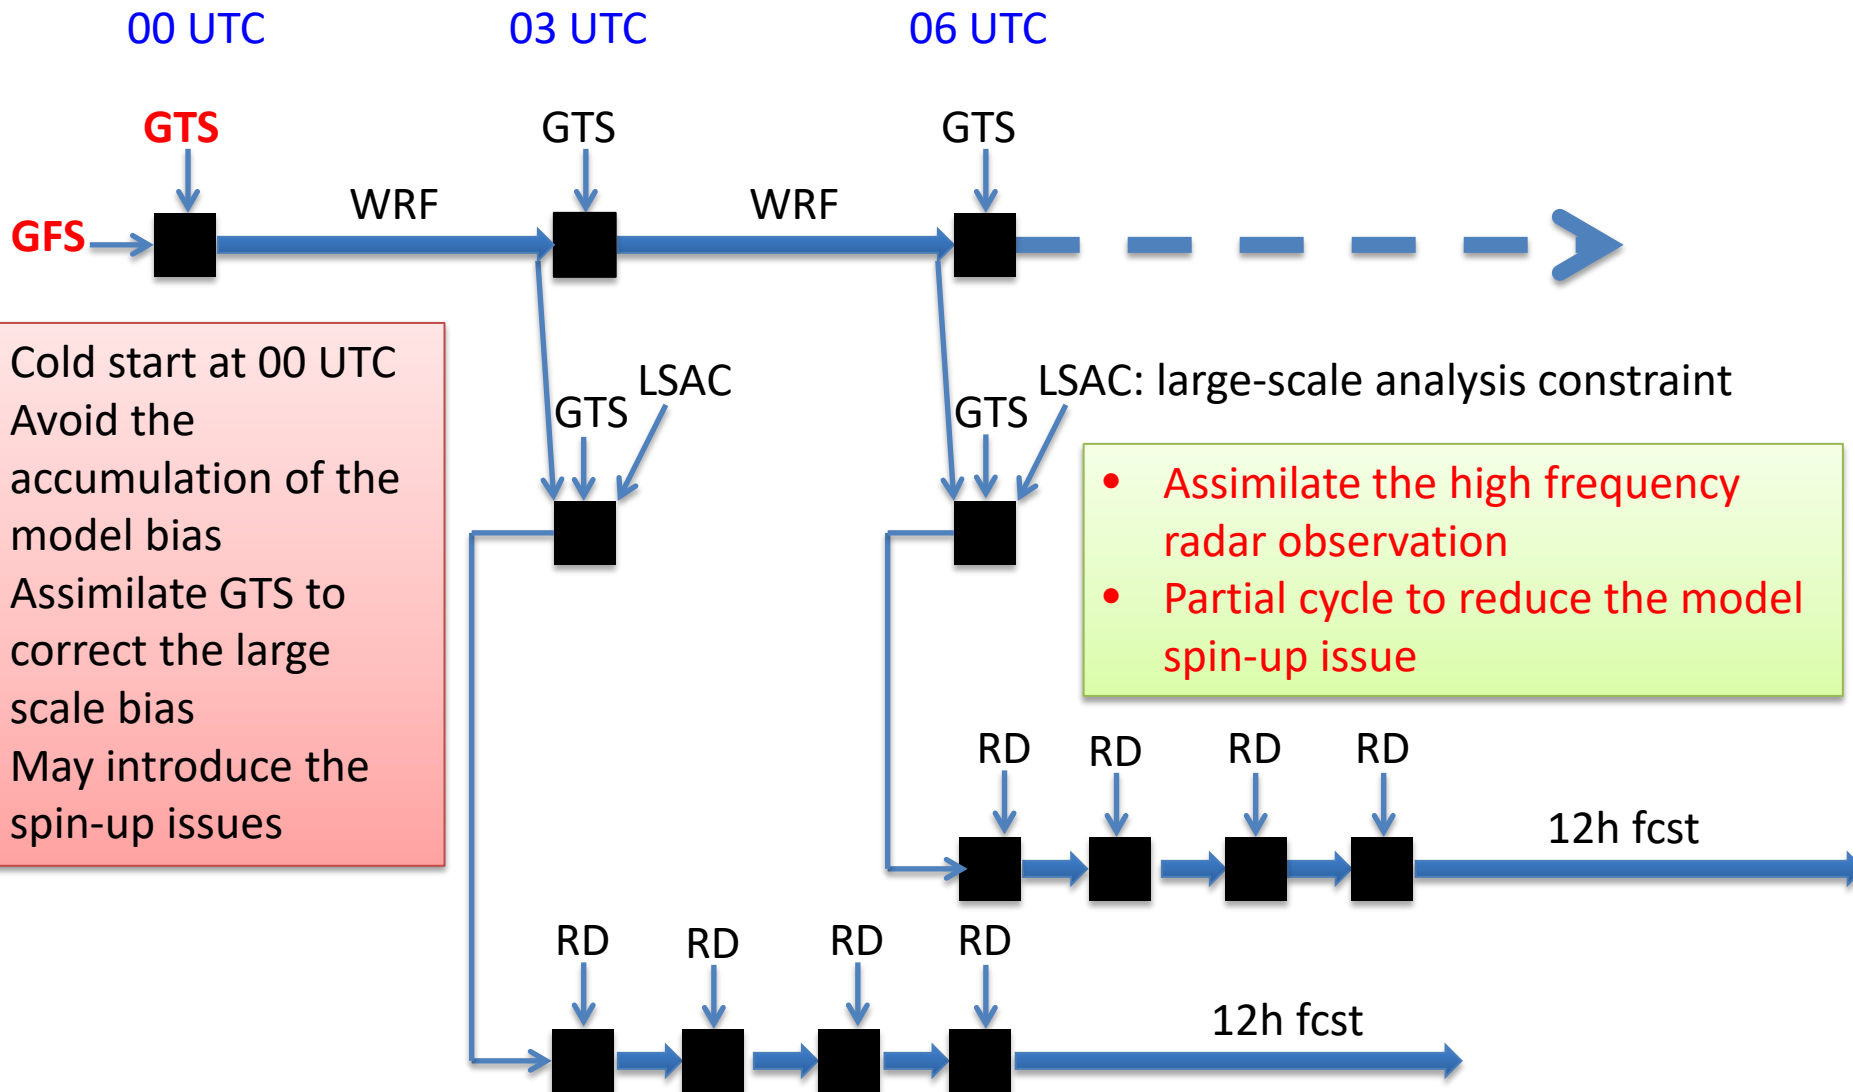 00 UTC 03 UTC 06 UTC
GTS GTS GTS
WRF WRF
GFS
Cold start at 00 UTC
Avoid the
accumulation of the
model bias
Assimilate GTS to
correct the large
scale bias
May introduce the
spin-up issues
LSAC
GTS
LSAC: large-scale analysis constraint
GTS
• Assimilate the high frequency
radar observation
• Partial cycle to reduce the model
spin-up issue
RD RD RD RD
12h fcst
RD RD RD RD
12h fcst